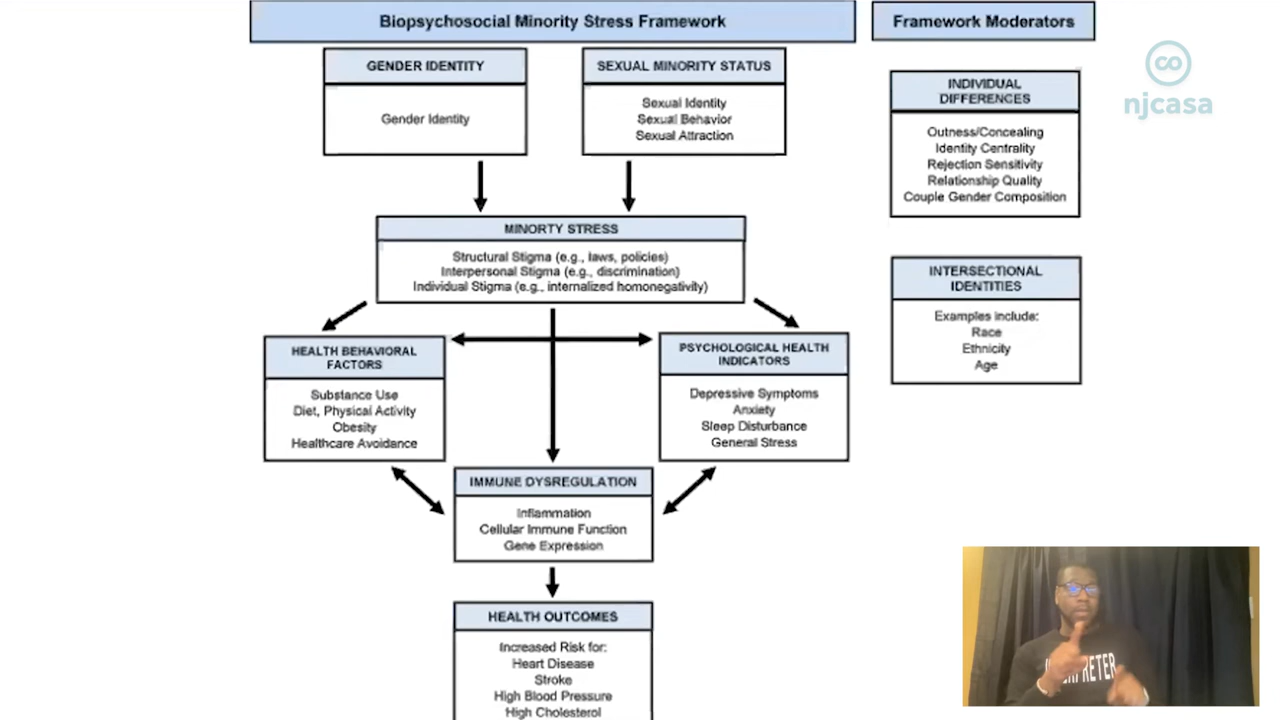 Biopsychosocial Minority Stress Framework
Framework Moderators
GENDER IDENTITY
Gender Identity
SEXUAL MINORITY STATUS
Sexual Identity
Sexual Behavior
Sexual Attraction
MINORTY STRESS
Structural Stigma (e.g., laws, policies)
Interpersonal Stigma (e.g., discrimination)
Individual Stigma (e.g., internalized homonegativity)
HEALTH BEHAVIORAL
FACTORS
Substance Use
Diet, Physical Activity
Obesity
Healthcare Avoidance
PSYCHOLOGICAL HEALTH
INDICATORS
Depressive Symptoms
Anxiety
Sleep Disturbance
General Stress
IMMUNE DYSREGULATION
Inflammation
Cellular Immune Function
Gene Expression
HEALTH OUTCOMES
Increased Risk for:
Heart Disease
Stroke
High Blood Pressure
High Cholesterol
INDIVIDUAL
DIFFERENCES
Outness/Concealing
Identity Centrality
Rejection Sensitivity
Relationship Quality
Couple Gender Composition
INTERSECTIONAL
IDENTITIES
Examples include:
Race
Ethnicity
Age
co
njcasa